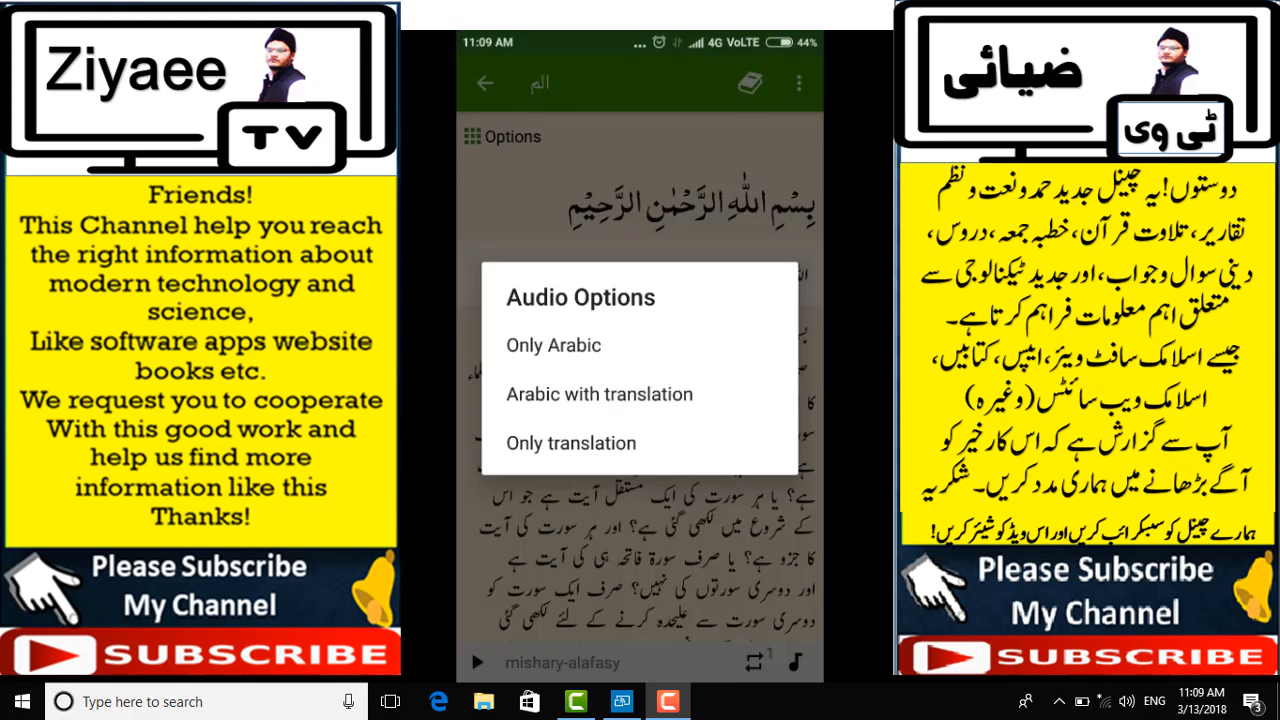 Ziyaee
TV
Friends!
This Channel help you reach
the right information about
modern technology and
science,
Like software apps website
books etc.
We request you to cooperate
With this good work and
help us find more
information like this
Thanks!
Please Subscribe
My Channel
SUBSCRIBE
11:09 AM
... 4G VoLTE 44%
الم
Options
بِسْمِ اللّٰهِ الرَّحْمٰنِ الرَّحِيْمِ
Audio Options
Only Arabic
Arabic with translation
Only translation
ہے؟ یا ہر سورت کی ایک مستقل آیت ہے جو اس
کے شروع میں لکھی گئی ہے؟ اور ہر سورت کی آیت
کا جزو ہے؟ یا صرف سورۃ فاتحہ ہی کی آیت ہے
اور دوسری سورتوں کی نہیں؟ صرف ایک سورت کو
دوسری سورت سے علیحدہ کرنے کے لئے لکھی گئی
mishary-alafasy
1
ضیائی
ٹی وی
دوستوں! یہ چینل جدید حمد و نعت و نظم
تقاریر، تلاوت قرآن، خطبہ جمعہ، دروس،
دینی سوال و جواب، اور جدید ٹیکنالوجی سے
متعلق اہم معلومات فراہم کرتا ہے۔
جیسے اسلامک سافٹ ویئر، ایپس، کتابیں،
اسلامک ویب سائٹس (وغیرہ)
آپ سے گزارش ہے کہ اس کار خیر کو
آگے بڑھانے میں ہماری مدد کریں۔ شکریہ
ہمارے چینل کو سبسکرائب کریں اور اس ویڈیو کو شیئر کریں!
Please Subscribe
My Channel
SUBSCRIBE
Type here to search
ENG
11:09 AM
3/13/2018
3